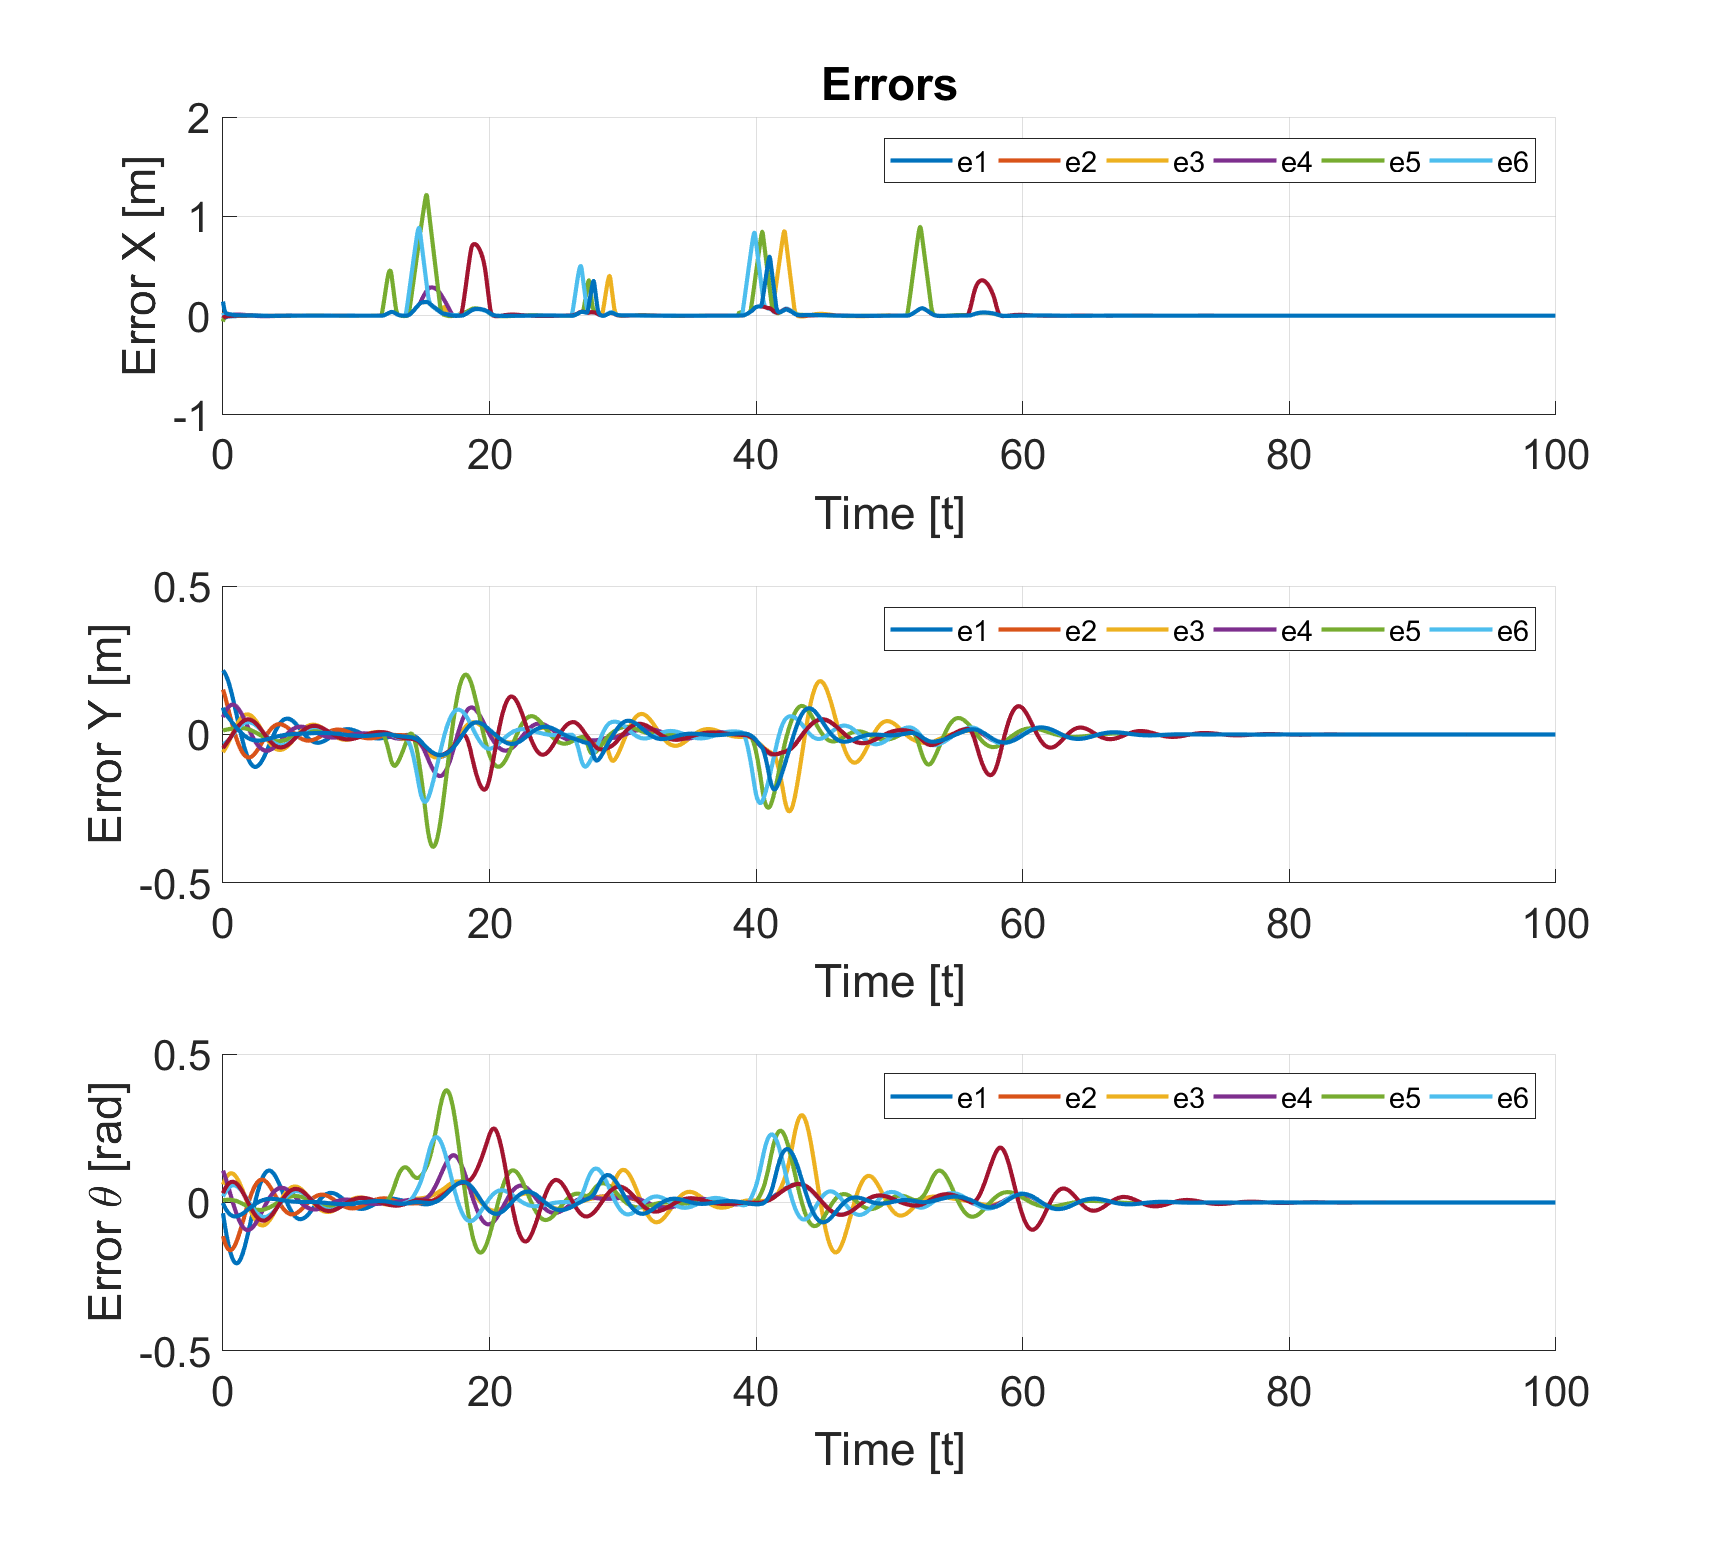 Errors
2
1
0
-1
Error X [m]
e1 e2 e3 e4 e5 e6
0 20 40 60 80 100
Time [t]
0.5
0
-0.5
Error Y [m]
e1 e2 e3 e4 e5 e6
0 20 40 60 80 100
Time [t]
0.5
0
-0.5
Error θ [rad]
e1 e2 e3 e4 e5 e6
0 20 40 60 80 100
Time [t]